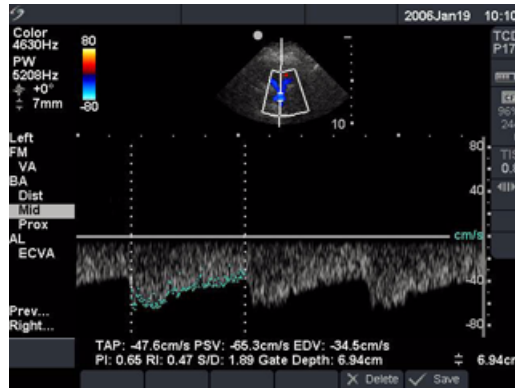 2006Jan19 10:10
Color
4630Hz
PW
5208Hz
+0°
7mm
80
-80
10
TCD
P17
Left
FM
VA
BA
Dist
Mid
Prox
AL
ECVA
Prev...
Right...
80
40
cm/s
-40
-80
TAP: -47.6cm/s PSV: -65.3cm/s EDV: -34.5cm/s
PI: 0.65 RI: 0.47 S/D: 1.89 Gate Depth: 6.94cm
6.94cm
X Delete
Save